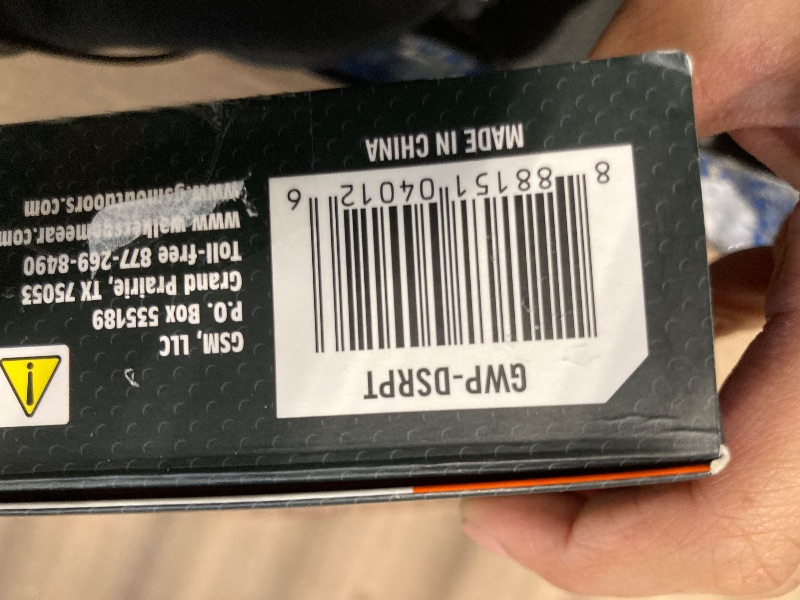 GWP-DSRPT
8 88151 04012 6
MADE IN CHINA
GSM, LLC
P.O. Box 535189
Grand Prairie, TX 75053
Toll-free 877-269-8490
www.walkersgameear.com
www.gsmoutdoors.com